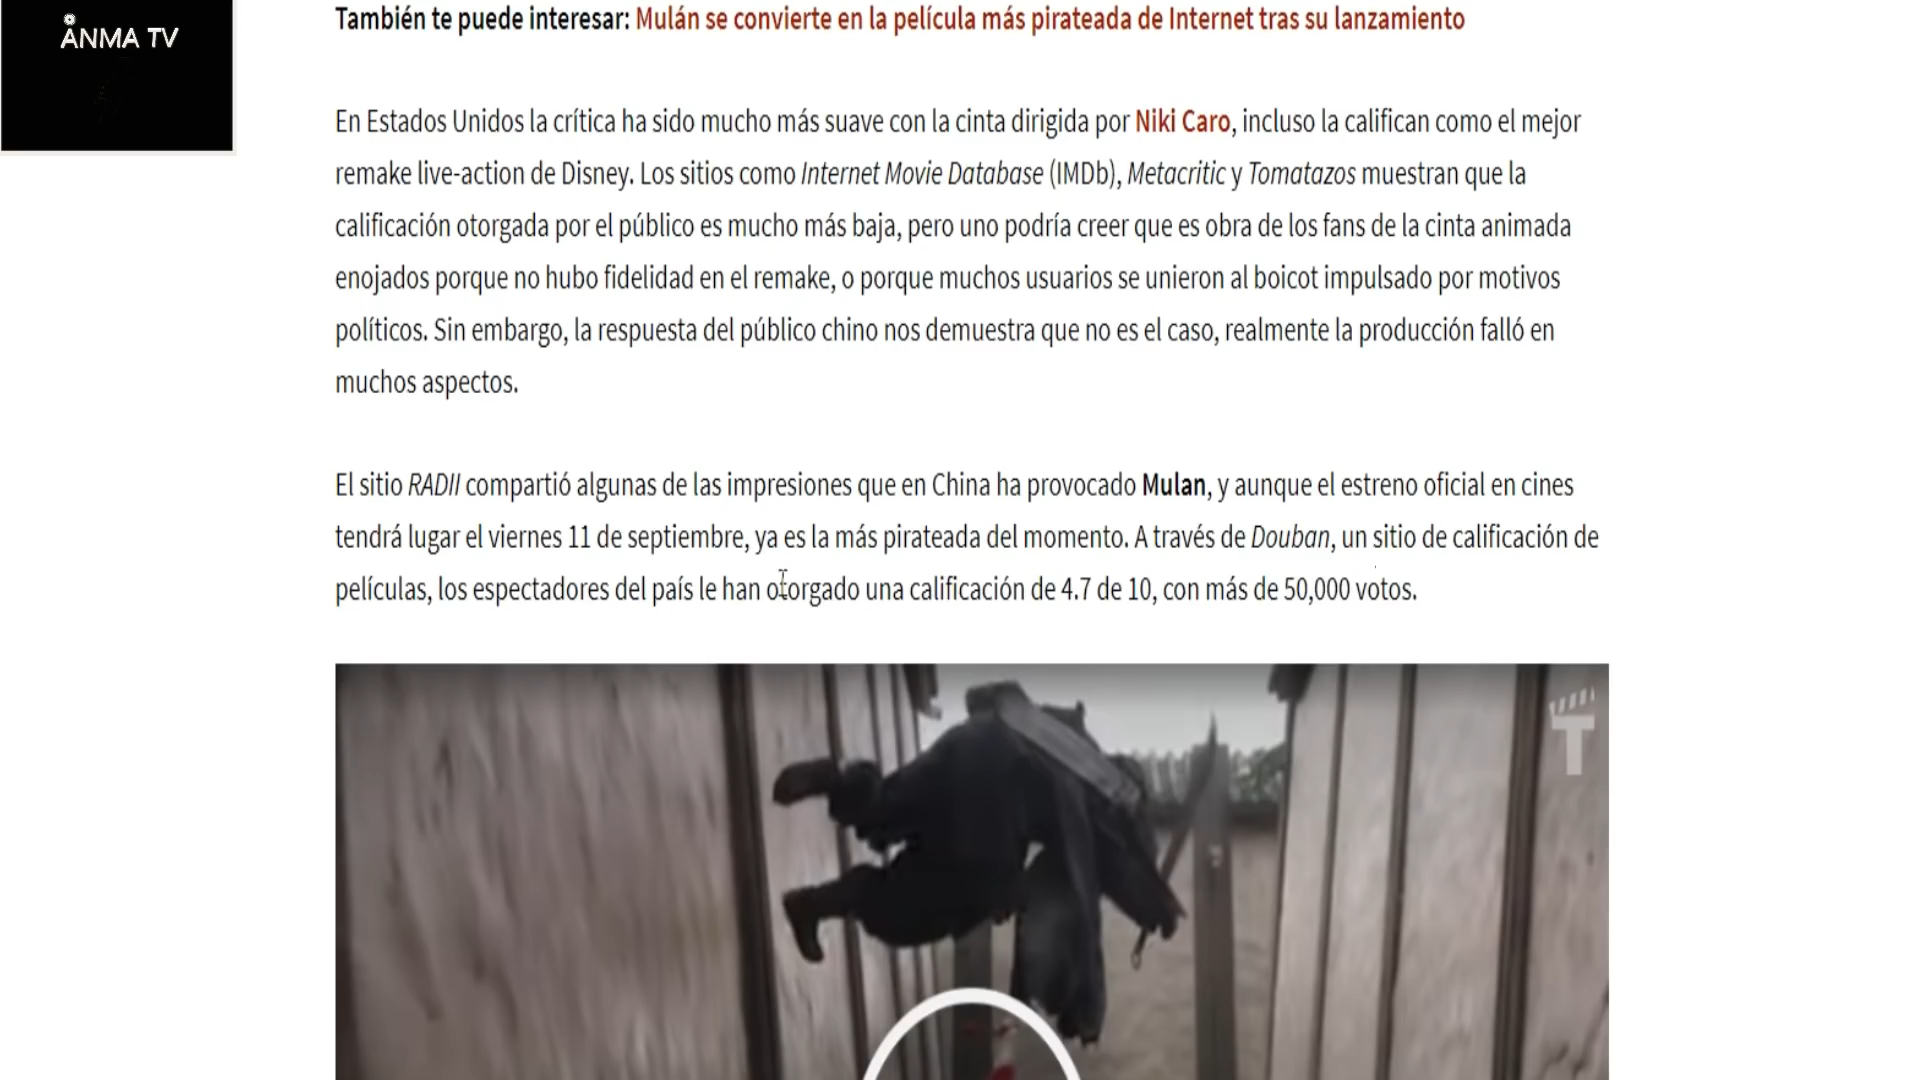 ANMA TV
También te puede interesar: Mulán se convierte en la película más pirateada de Internet tras su lanzamiento
En Estados Unidos la crítica ha sido mucho más suave con la cinta dirigida por Niki Caro, incluso la califican como el mejor
remake live-action de Disney. Los sitios como Internet Movie Database (IMDb), Metacritic y Tomatazos muestran que la
calificación otorgada por el público es mucho más baja, pero uno podría creer que es obra de los fans de la cinta animada
enojados porque no hubo fidelidad en el remake, o porque muchos usuarios se unieron al boicot impulsado por motivos
políticos. Sin embargo, la respuesta del público chino nos demuestra que no es el caso, realmente la producción falló en
muchos aspectos.
El sitio RADII compartió algunas de las impresiones que en China ha provocado Mulan, y aunque el estreno oficial en cines
tendrá lugar el viernes 11 de septiembre, ya es la más pirateada del momento. A través de Douban, un sitio de calificación de
películas, los espectadores del país le han otorgado una calificación de 4.7 de 10, con más de 50,000 votos.
T